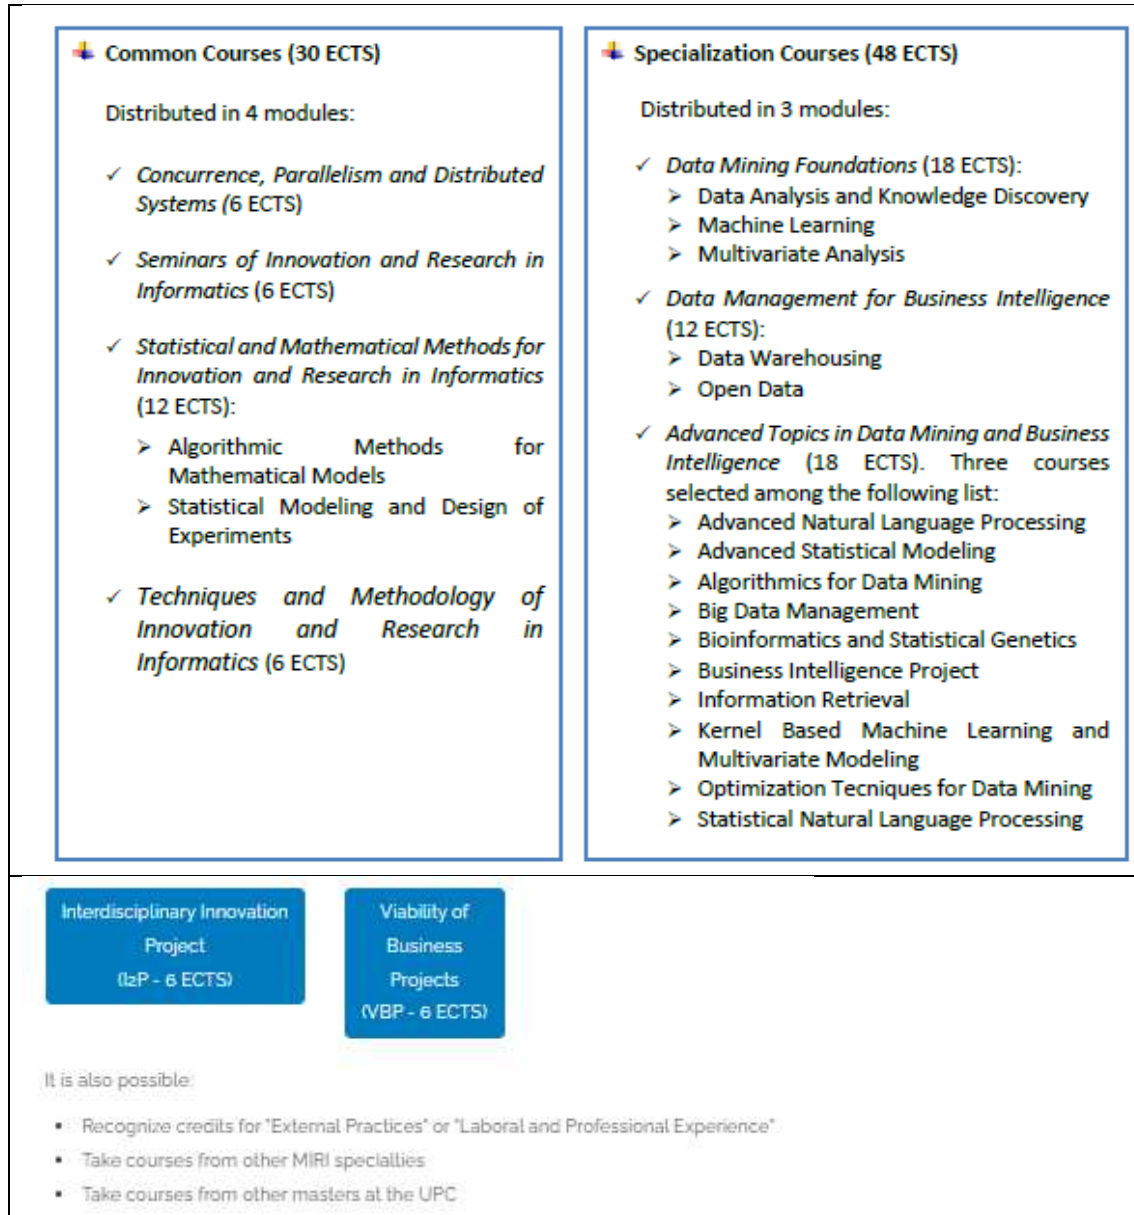 Common Courses (30 ECTS)
Distributed in 4 modules:
✓ Concurrence, Parallelism and Distributed
Systems (6 ECTS)
✓ Seminars of Innovation and Research in
Informatics (6 ECTS)
✓ Statistical and Mathematical Methods for
Innovation and Research in Informatics
(12 ECTS):
➢ Algorithmic Methods for
Mathematical Models
➢ Statistical Modeling and Design of
Experiments
✓ Techniques and Methodology of
Innovation and Research in
Informatics (6 ECTS)
Specialization Courses (48 ECTS)
Distributed in 3 modules:
✓ Data Mining Foundations (18 ECTS):
➢ Data Analysis and Knowledge Discovery
➢ Machine Learning
➢ Multivariate Analysis
✓ Data Management for Business Intelligence
(12 ECTS):
➢ Data Warehousing
➢ Open Data
✓ Advanced Topics in Data Mining and Business
Intelligence (18 ECTS). Three courses
selected among the following list:
➢ Advanced Natural Language Processing
➢ Advanced Statistical Modeling
➢ Algorithmics for Data Mining
➢ Big Data Management
➢ Bioinformatics and Statistical Genetics
➢ Business Intelligence Project
➢ Information Retrieval
➢ Kernel Based Machine Learning and
Multivariate Modeling
➢ Optimization Tecniques for Data Mining
➢ Statistical Natural Language Processing
Interdisciplinary Innovation
Project
(I2P - 6 ECTS)
Viability of
Business
Projects
(VBP - 6 ECTS)
It is also possible:
▪ Recognize credits for "External Practices" or "Laboral and Professional Experience"
▪ Take courses from other MIRI specialties
▪ Take courses from other masters at the UPC